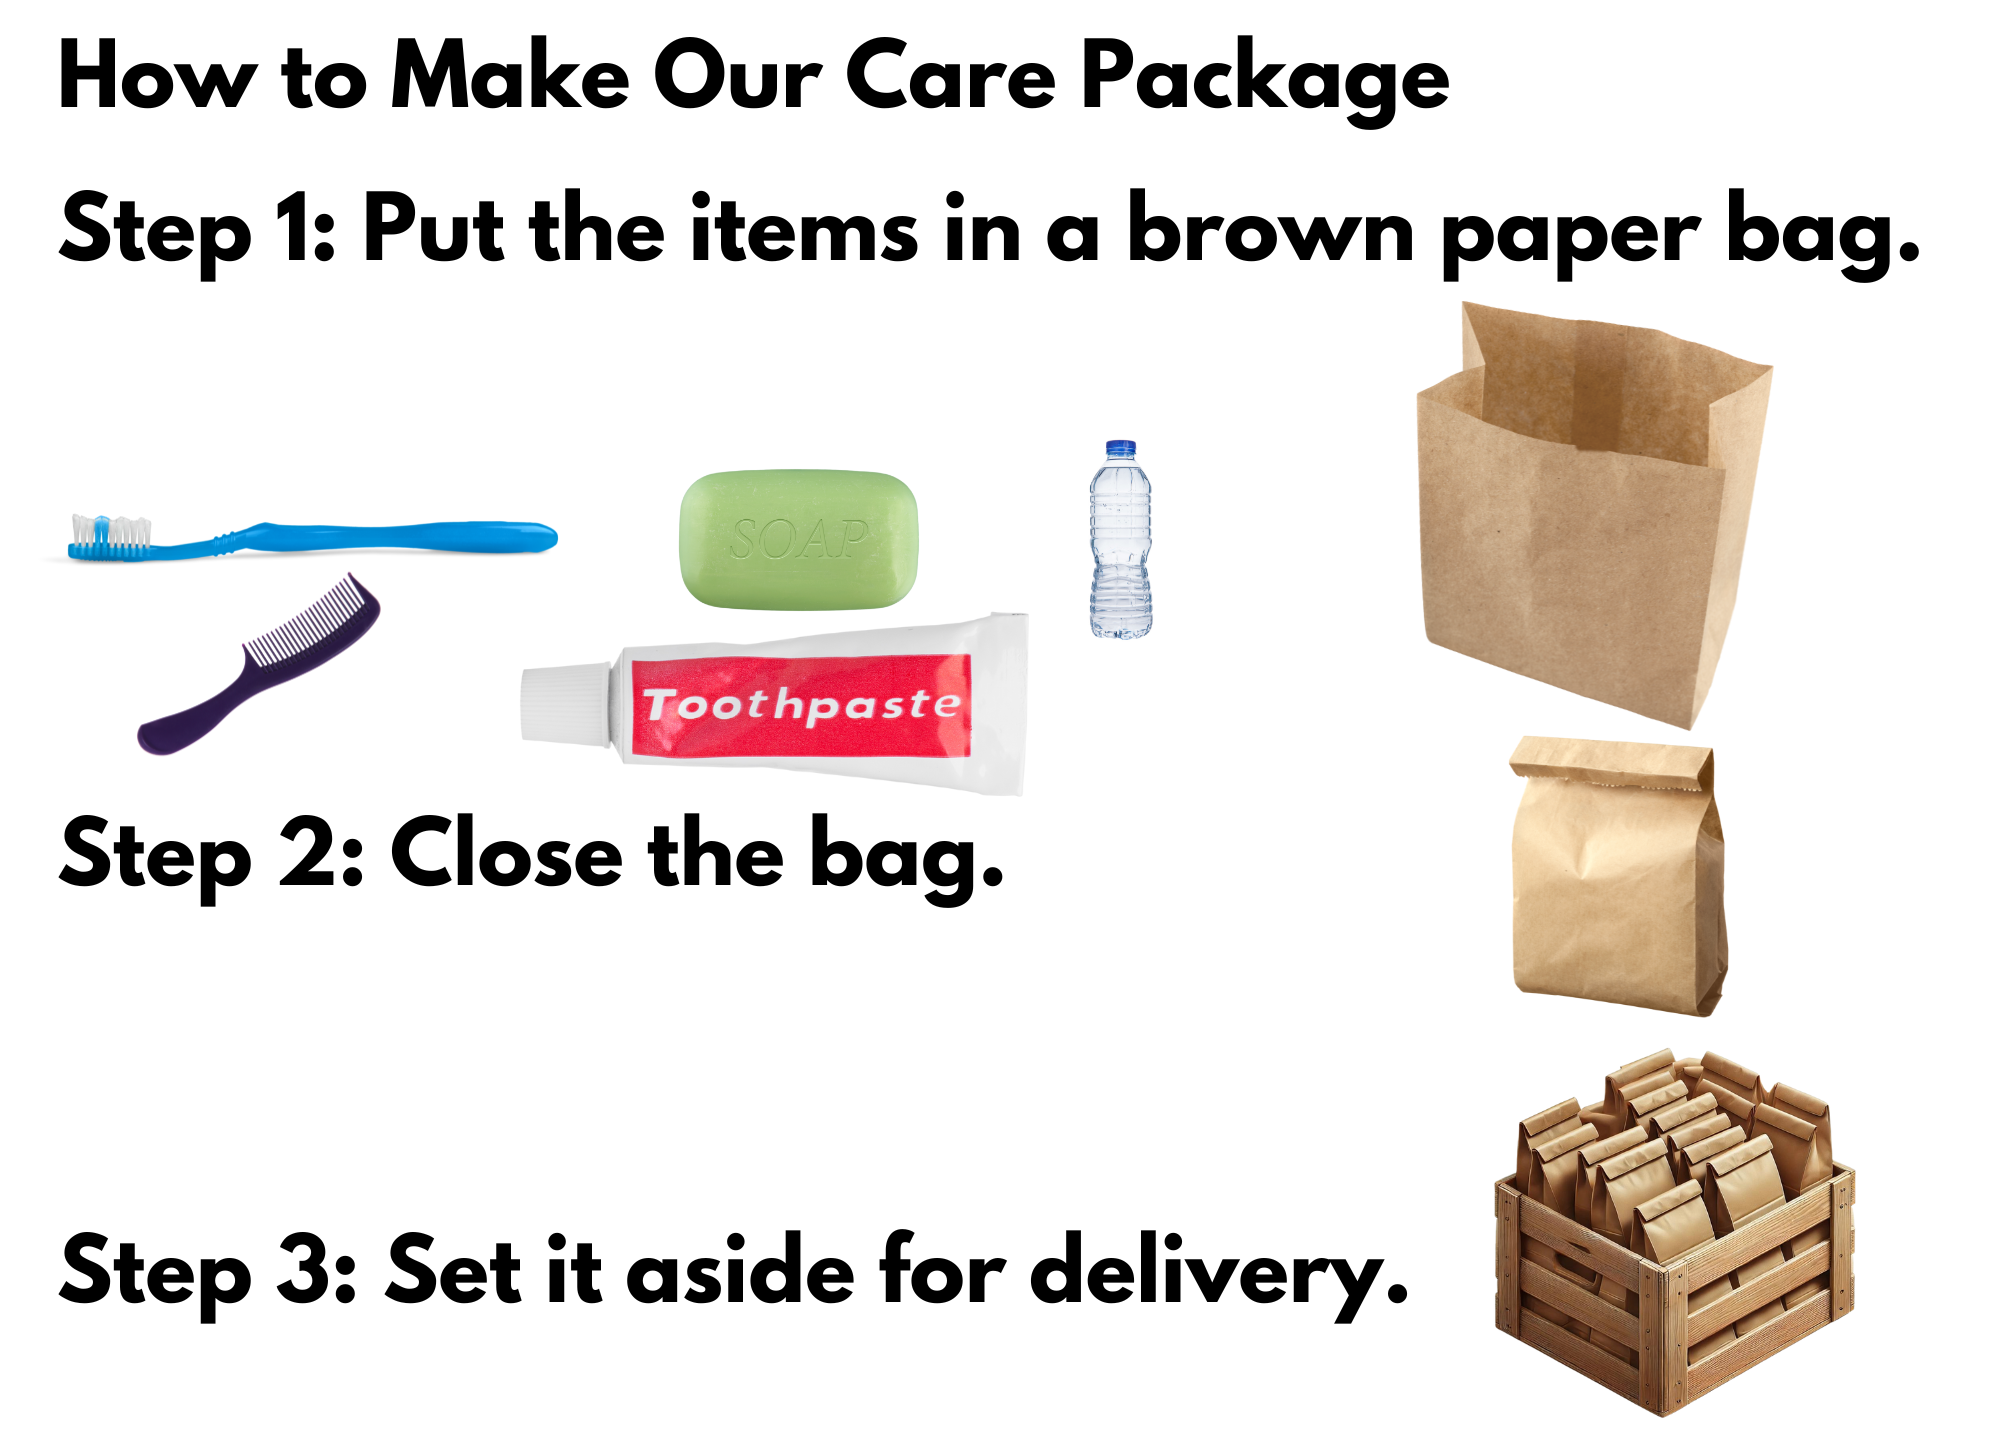 How to Make Our Care Package
Step 1: Put the items in a brown paper bag.
SOAP
Toothpaste
Step 2: Close the bag.
Step 3: Set it aside for delivery.